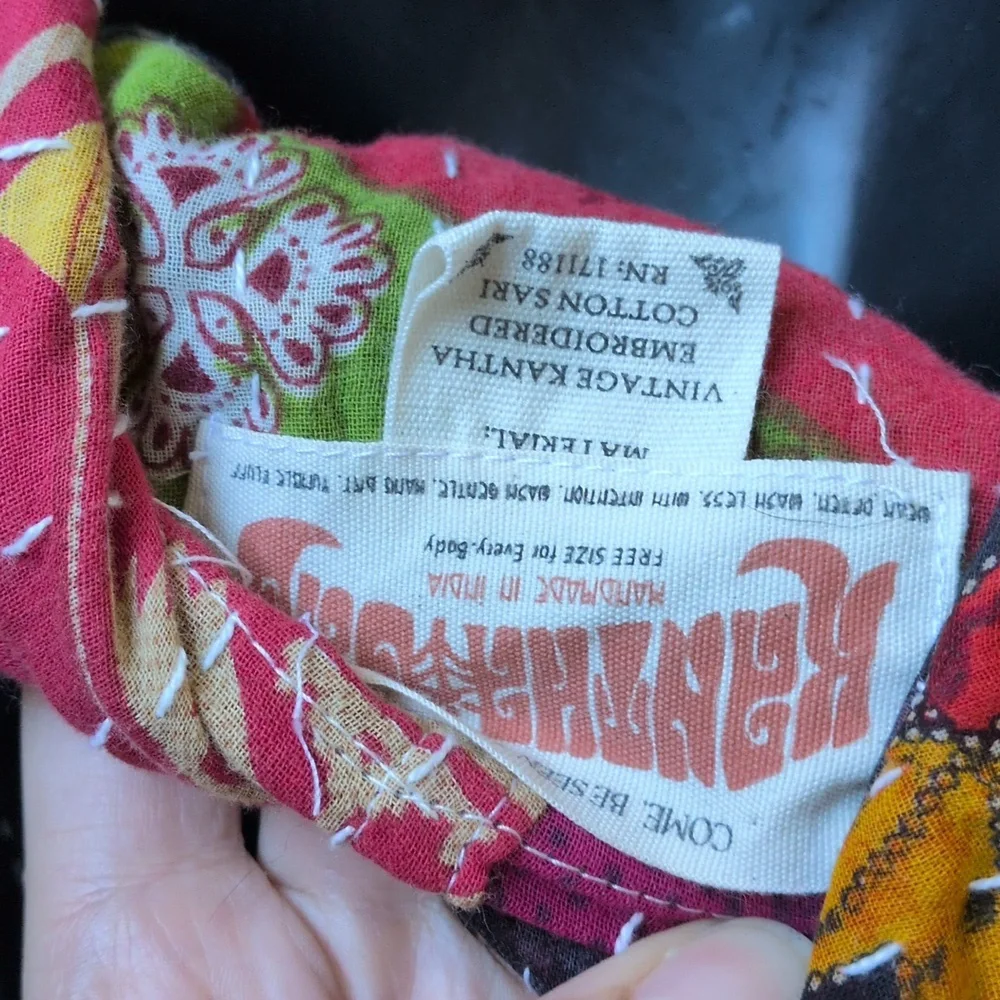 COME, BE SEEN
KANTHA
HANDMADE IN INDIA
FREE SIZE for Every-Body
WEAR OFTEN. WASH LESS. WITH INTENTION. WASH GENTLE. HANG DRY. TUMBLE FLUFF
MATERIAL:
VINTAGE KANTHA
EMBROIDERED
COTTON SARI
RN: 171188